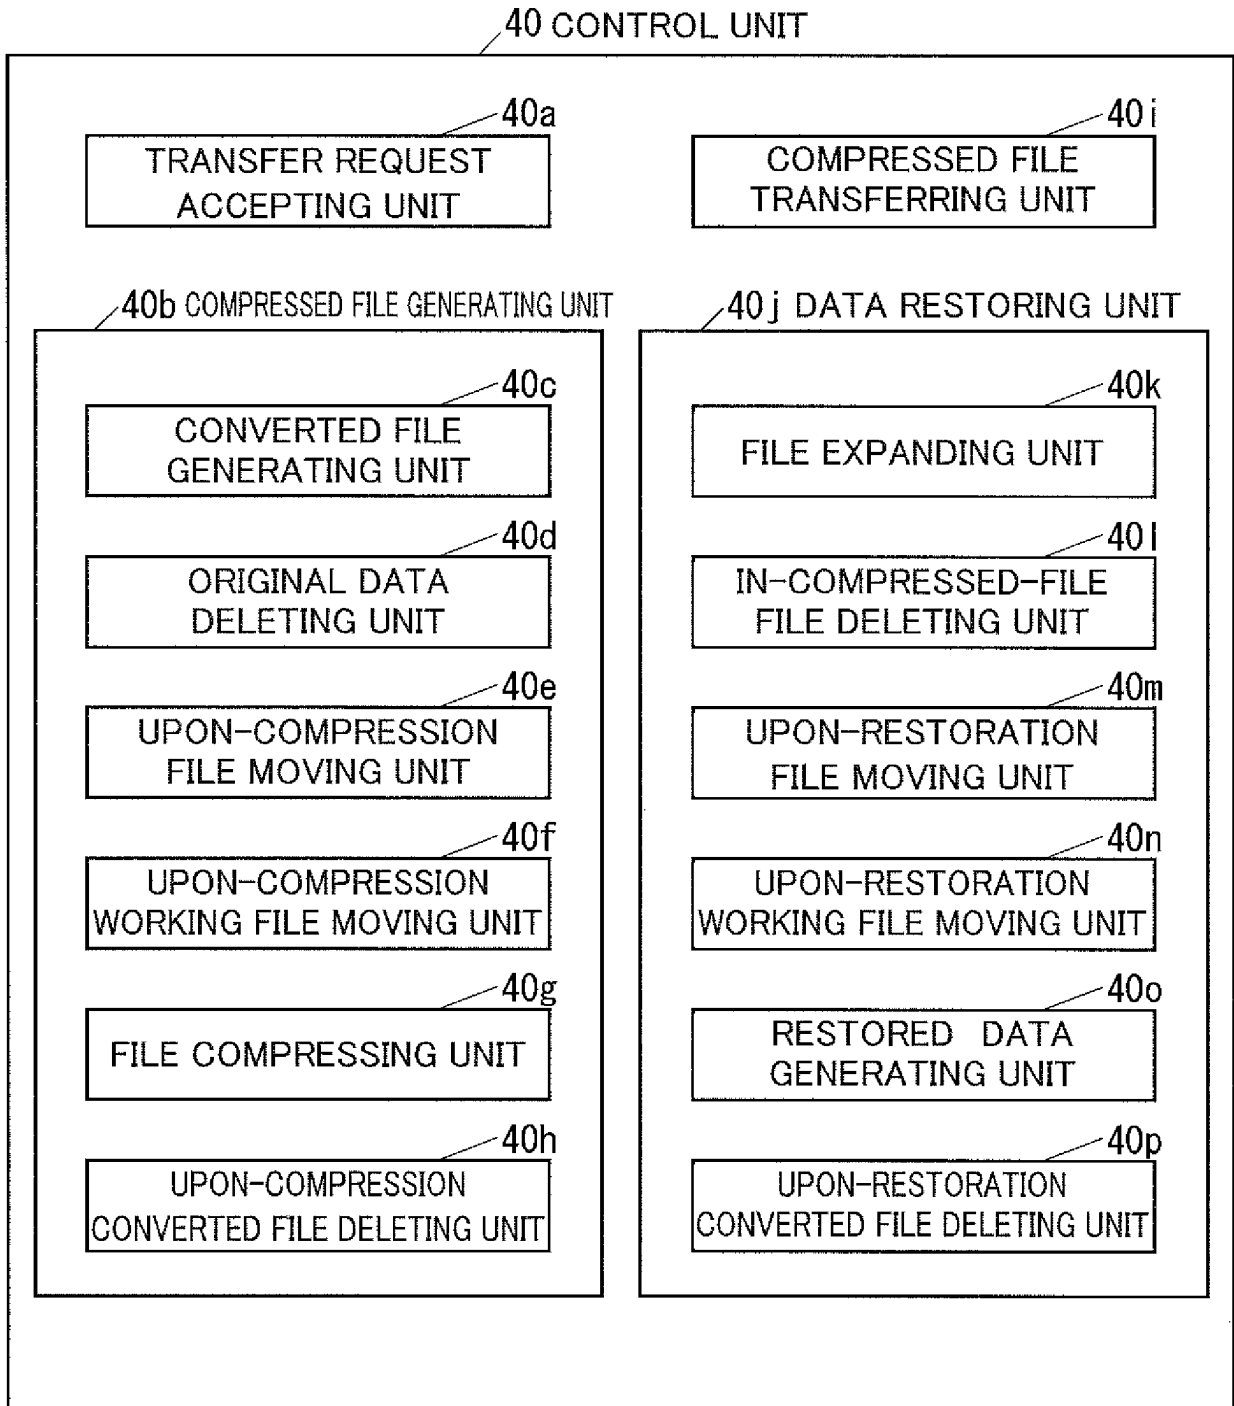 40 CONTROL UNIT
40a
TRANSFER REQUEST
ACCEPTING UNIT
40i
COMPRESSED FILE
TRANSFERRING UNIT
40b COMPRESSED FILE GENERATING UNIT
40c
CONVERTED FILE
GENERATING UNIT
40d
ORIGINAL DATA
DELETING UNIT
40e
UPON-COMPRESSION
FILE MOVING UNIT
40f
UPON-COMPRESSION
WORKING FILE MOVING UNIT
40g
FILE COMPRESSING UNIT
40h
UPON-COMPRESSION
CONVERTED FILE DELETING UNIT
40j DATA RESTORING UNIT
40k
FILE EXPANDING UNIT
40l
IN-COMPRESSED-FILE
FILE DELETING UNIT
40m
UPON-RESTORATION
FILE MOVING UNIT
40n
UPON-RESTORATION
WORKING FILE MOVING UNIT
40o
RESTORED DATA
GENERATING UNIT
40p
UPON-RESTORATION
CONVERTED FILE DELETING UNIT